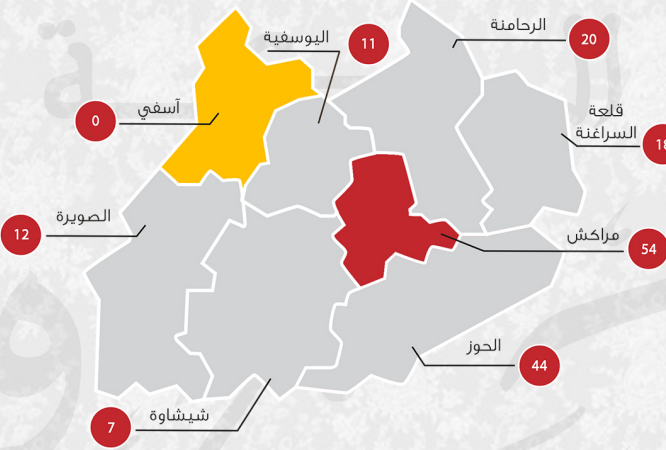 الرحامنة
20
اليوسفية
11
قلعة
السراغنة
18
آسفي
0
الصويرة
12
مراكش
54
الحوز
44
شيشاوة
7